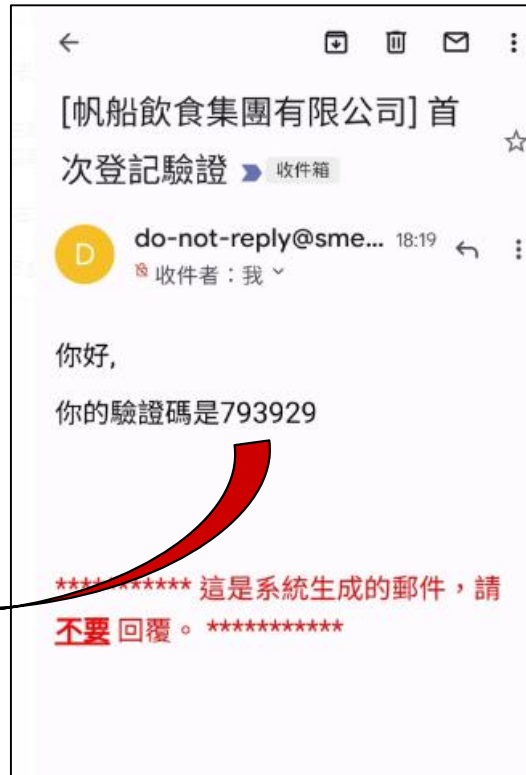 [帆船飲食集團有限公司] 首
次登記驗證 收件箱
D
do-not-reply@sme... 18:19
收件者：我
你好,
你的驗證碼是793929
*********** 這是系統生成的郵件，請
不要 回覆。 ***********